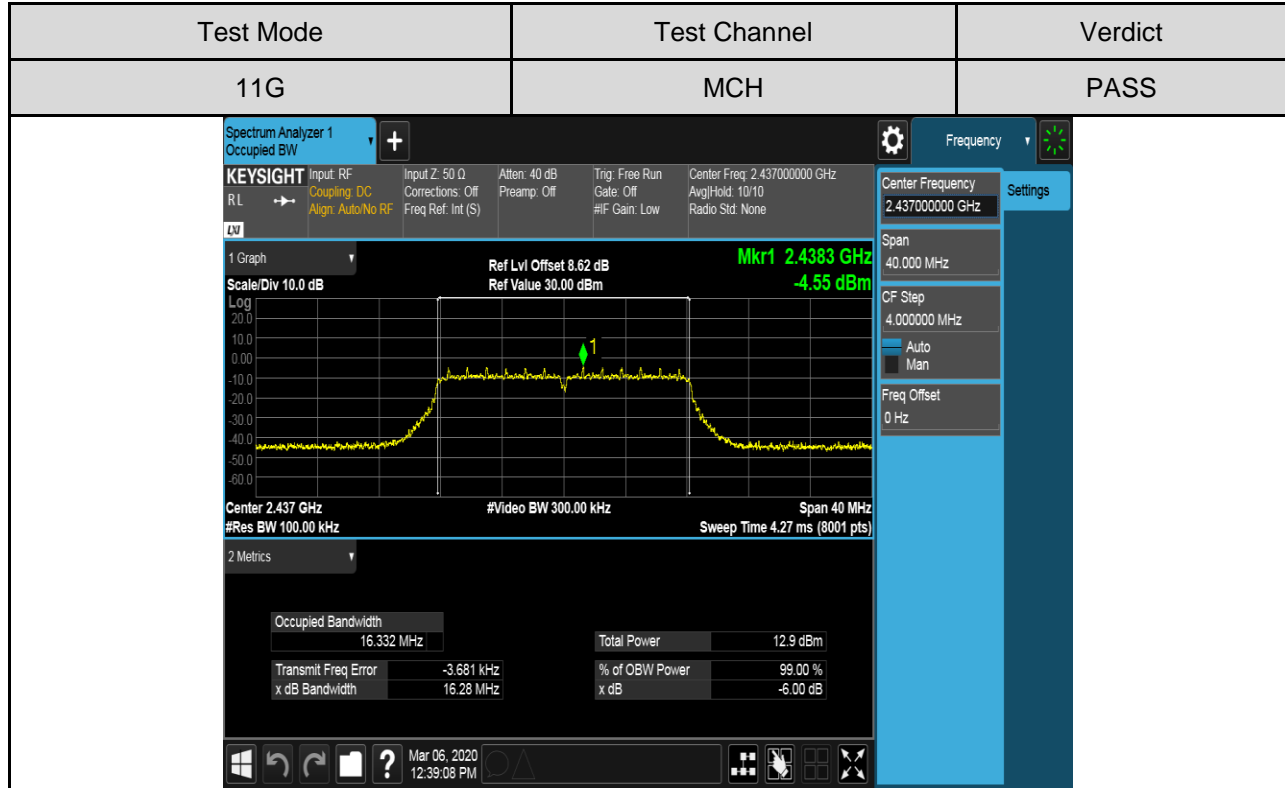 Test Mode Test Channel Verdict
11G MCH PASS
Spectrum Analyzer 1
Occupied BW
+
Frequency
KEYSIGHT
RL
LXI
Input: RF
Coupling: DC
Align: Auto/No RF
Input Z: 50 Ω
Corrections: Off
Freq Ref: Int (S)
Atten: 40 dB
Preamp: Off
Trig: Free Run
Gate: Off
#IF Gain: Low
Center Freq: 2.437000000 GHz
Avg|Hold: 10/10
Radio Std: None
Center Frequency
2.437000000 GHz
Settings
Span
40.000 MHz
CF Step
4.000000 MHz
Auto
Man
Freq Offset
0 Hz
1 Graph
Scale/Div 10.0 dB
Ref Lvl Offset 8.62 dB
Ref Value 30.00 dBm
Mkr1 2.4383 GHz
-4.55 dBm
Log
20.0
10.0
0.00
-10.0
-20.0
-30.0
-40.0
-50.0
-60.0
1
Center 2.437 GHz
#Res BW 100.00 kHz
#Video BW 300.00 kHz
Span 40 MHz
Sweep Time 4.27 ms (8001 pts)
2 Metrics
Occupied Bandwidth
16.332 MHz
Total Power 12.9 dBm
Transmit Freq Error -3.681 kHz
% of OBW Power 99.00 %
x dB Bandwidth 16.28 MHz
x dB -6.00 dB
?
Mar 06, 2020
12:39:08 PM